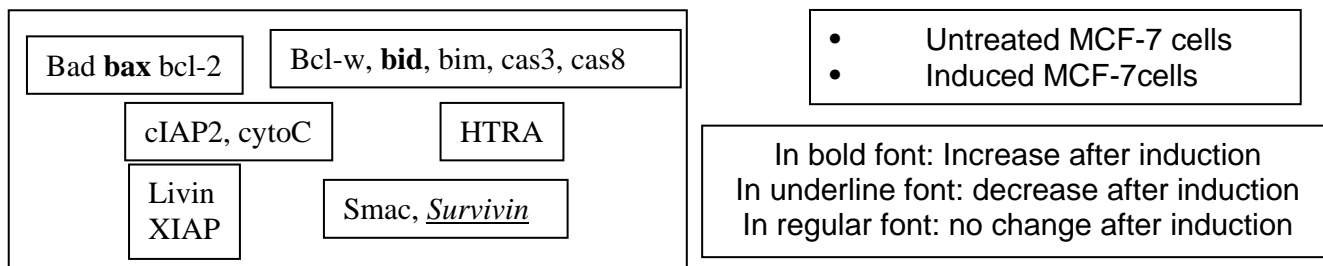 Bad bax bcl-2
Bcl-w, bid, bim, cas3, cas8
cIAP2, cytoC
HTRA
Livin
XIAP
Smac, Survivin
• Untreated MCF-7 cells
• Induced MCF-7cells
In bold font: Increase after induction
In underline font: decrease after induction
In regular font: no change after induction